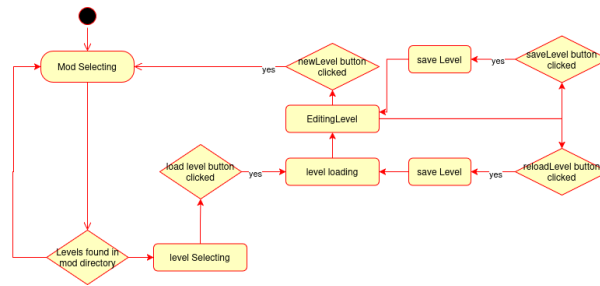 newLevel button
clicked
saveLevel button
clicked
save Level
yes
Mod Selecting
yes
EditingLevel
load level button
clicked
yes
level loading
save Level
yes
reloadLevel button
clicked
Levels found in
mod directory
level Selecting